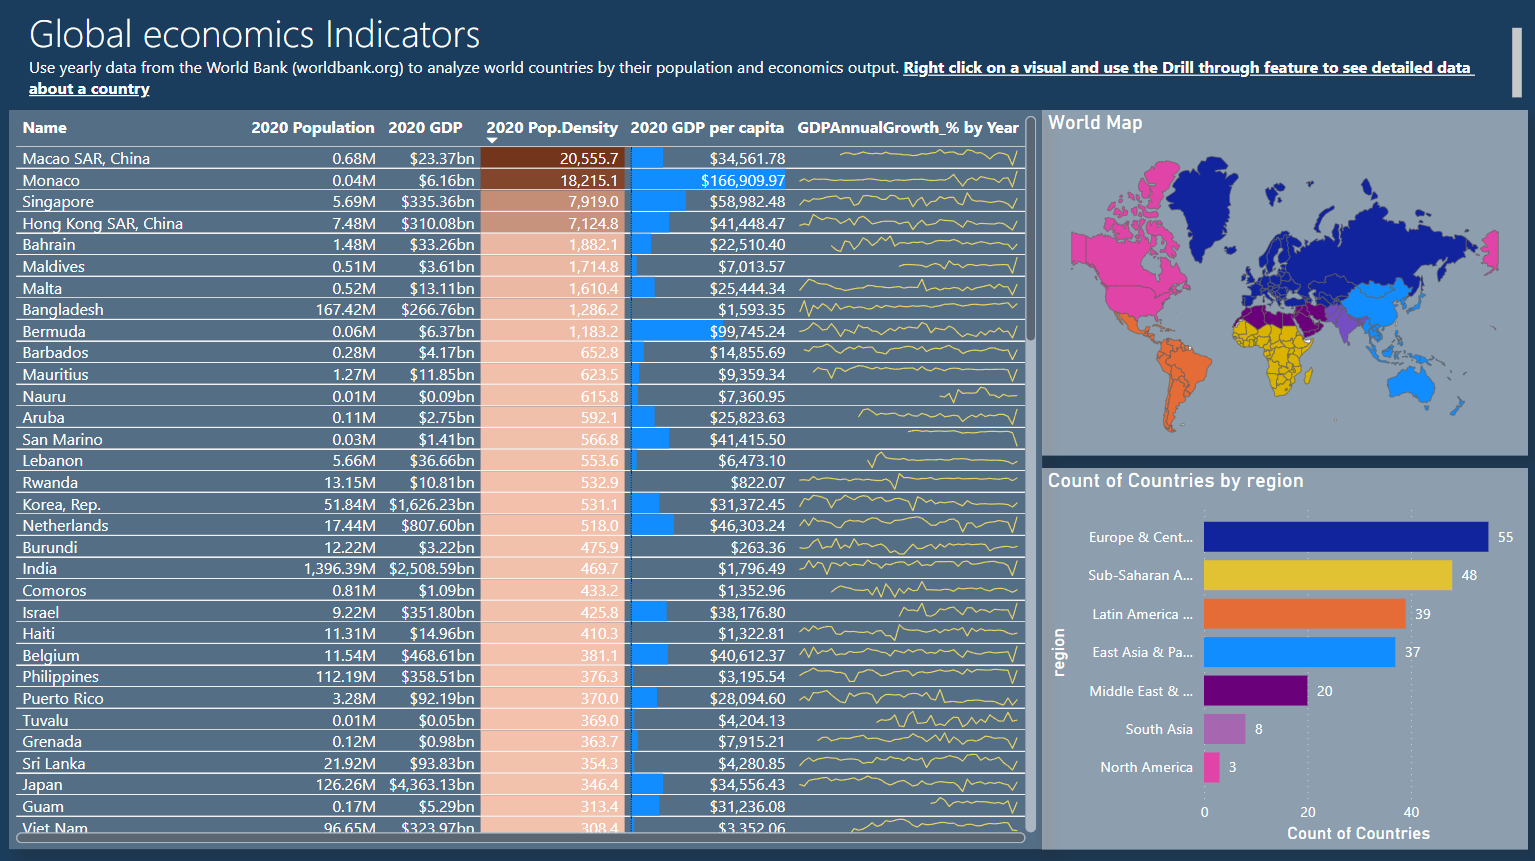 Global economics Indicators
Use yearly data from the World Bank (worldbank.org) to analyze world countries by their population and economics output. Right click on a visual and use the Drill through feature to see detailed data
about a country
Name 2020 Population 2020 GDP 2020 Pop.Density 2020 GDP per capita GDPAnnualGrowth_% by Year
Macao SAR, China 0.68M $23.37bn 20,555.7 $34,561.78
Monaco 0.04M $6.16bn 18,215.1 $166,909.97
Singapore 5.69M $335.36bn 7,919.0 $58,982.48
Hong Kong SAR, China 7.48M $310.08bn 7,124.8 $41,448.47
Bahrain 1.48M $33.26bn 1,882.1 $22,510.40
Maldives 0.51M $3.61bn 1,714.8 $7,013.57
Malta 0.52M $13.11bn 1,610.4 $25,444.34
Bangladesh 167.42M $266.76bn 1,286.2 $1,593.35
Bermuda 0.06M $6.37bn 1,183.2 $99,745.24
Barbados 0.28M $4.17bn 652.8 $14,855.69
Mauritius 1.27M $11.85bn 623.5 $9,359.34
Nauru 0.01M $0.09bn 615.8 $7,360.95
Aruba 0.11M $2.75bn 592.1 $25,823.63
San Marino 0.03M $1.41bn 566.8 $41,415.50
Lebanon 5.66M $36.66bn 553.6 $6,473.10
Rwanda 13.15M $10.81bn 532.9 $822.07
Korea, Rep. 51.84M $1,626.23bn 531.1 $31,372.45
Netherlands 17.44M $807.60bn 518.0 $46,303.24
Burundi 12.22M $3.22bn 475.9 $263.36
India 1,396.39M $2,508.59bn 469.7 $1,796.49
Comoros 0.81M $1.09bn 433.2 $1,352.96
Israel 9.22M $351.80bn 425.8 $38,176.80
Haiti 11.31M $14.96bn 410.3 $1,322.81
Belgium 11.54M $468.61bn 381.1 $40,612.37
Philippines 112.19M $358.51bn 376.3 $3,195.54
Puerto Rico 3.28M $92.19bn 370.0 $28,094.60
Tuvalu 0.01M $0.05bn 369.0 $4,204.13
Grenada 0.12M $0.98bn 363.7 $7,915.21
Sri Lanka 21.92M $93.83bn 354.3 $4,280.85
Japan 126.26M $4,363.13bn 346.4 $34,556.43
Guam 0.17M $5.29bn 313.4 $31,236.08
Viet Nam 96.65M $323.97bn 308.4 $3,352.06
World Map
Count of Countries by region
region
Europe & Cent... 55
Sub-Saharan A... 48
Latin America ... 39
East Asia & Pa... 37
Middle East & ... 20
South Asia 8
North America 3
0 20 40
Count of Countries